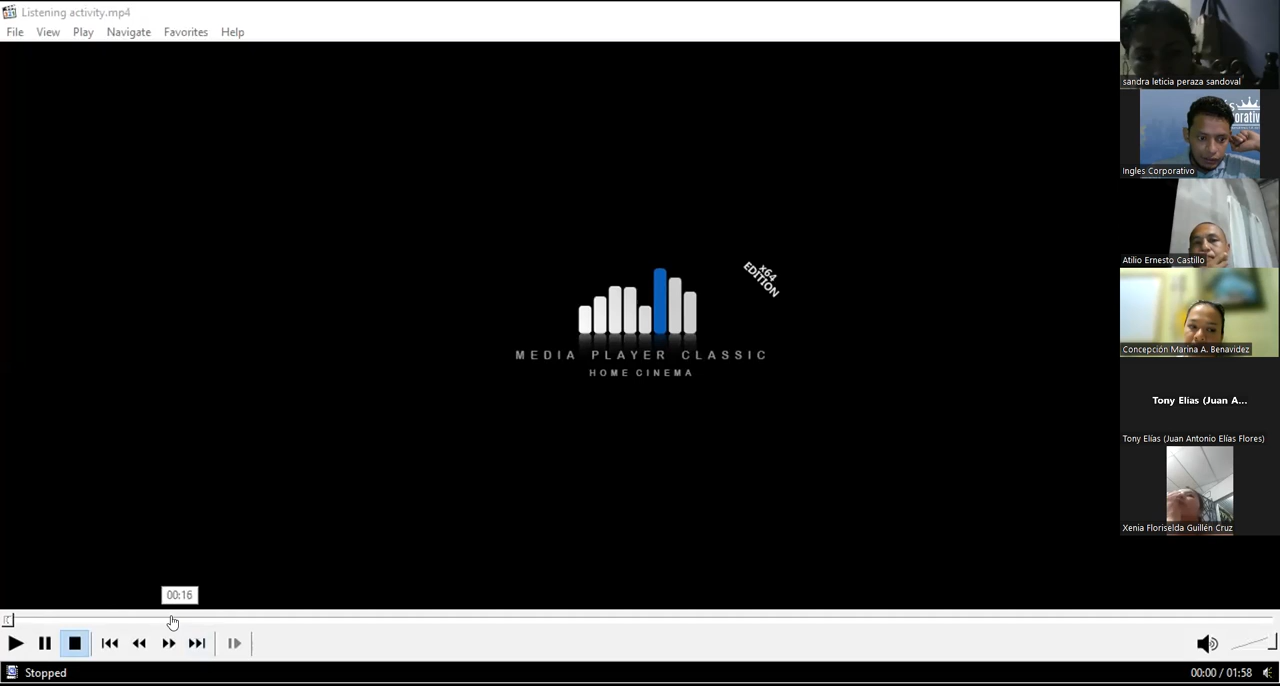 Listening activity.mp4
File View Play Navigate Favorites Help
x64
EDITION
MEDIA PLAYER CLASSIC
HOME CINEMA
00:16
Stopped
00:00 / 01:58
sandra leticia peraza sandoval
Ingles Corporativo
Atilio Ernesto Castillo
Concepción Marina A. Benavidez
Tony Elías (Juan A...
Tony Elías (Juan Antonio Elías Flores)
Xenia Floriselda Guillén Cruz